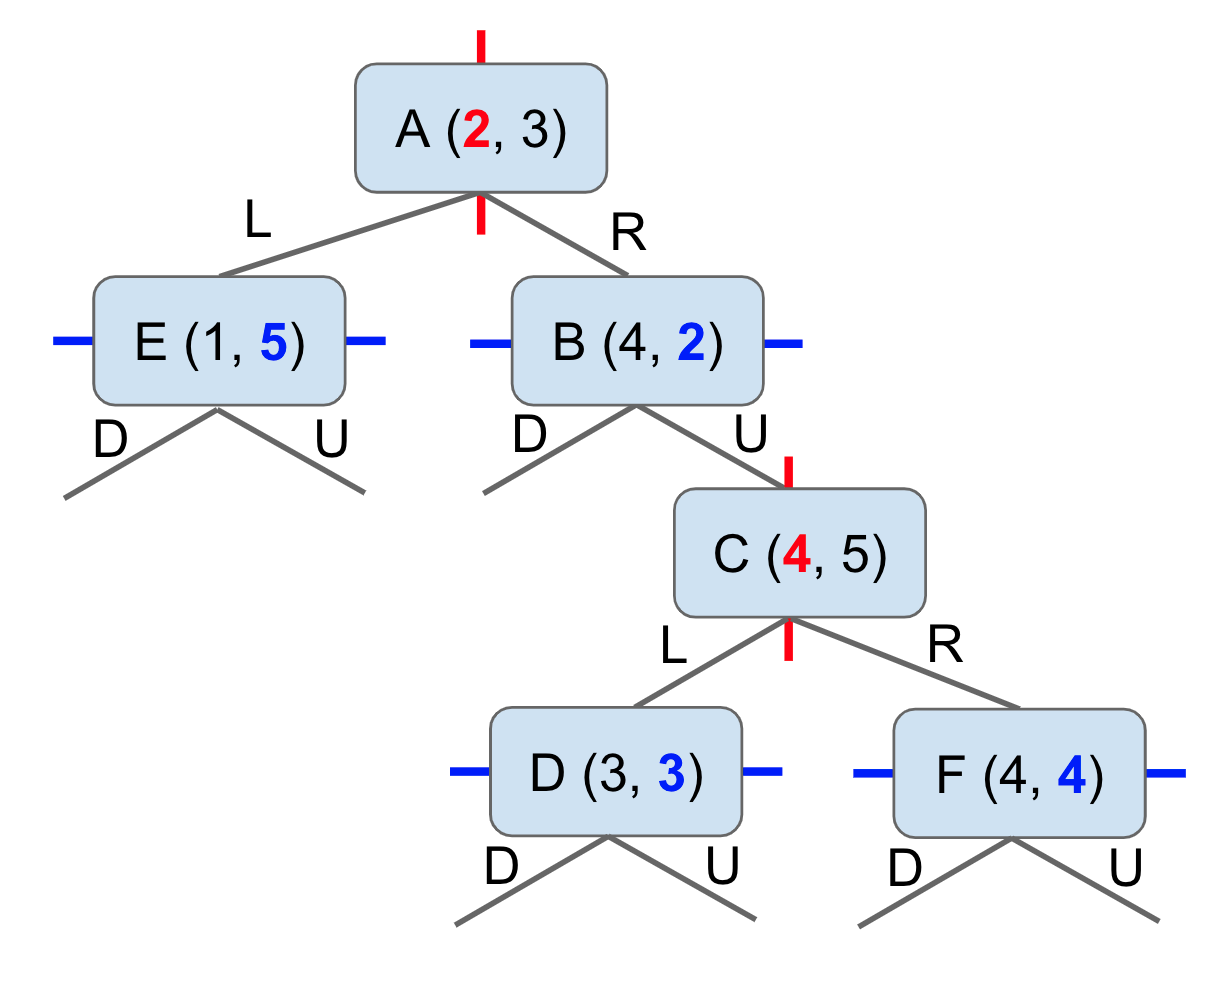 A (2, 3)
L
R
E (1, 5)
B (4, 2)
D
U
D
U
C (4, 5)
L
R
D (3, 3)
F (4, 4)
D
U
D
U